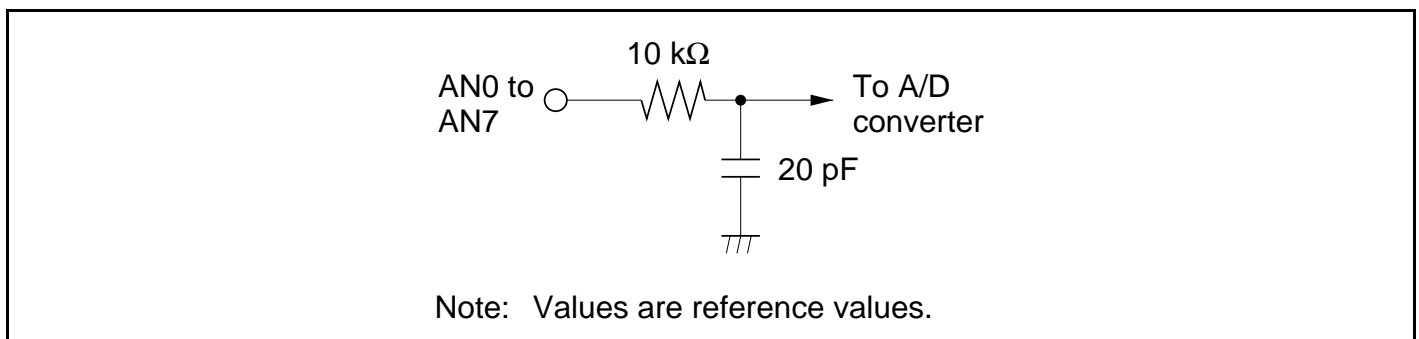 10 kΩ
AN0 to
AN7
To A/D
converter
20 pF
Note: Values are reference values.